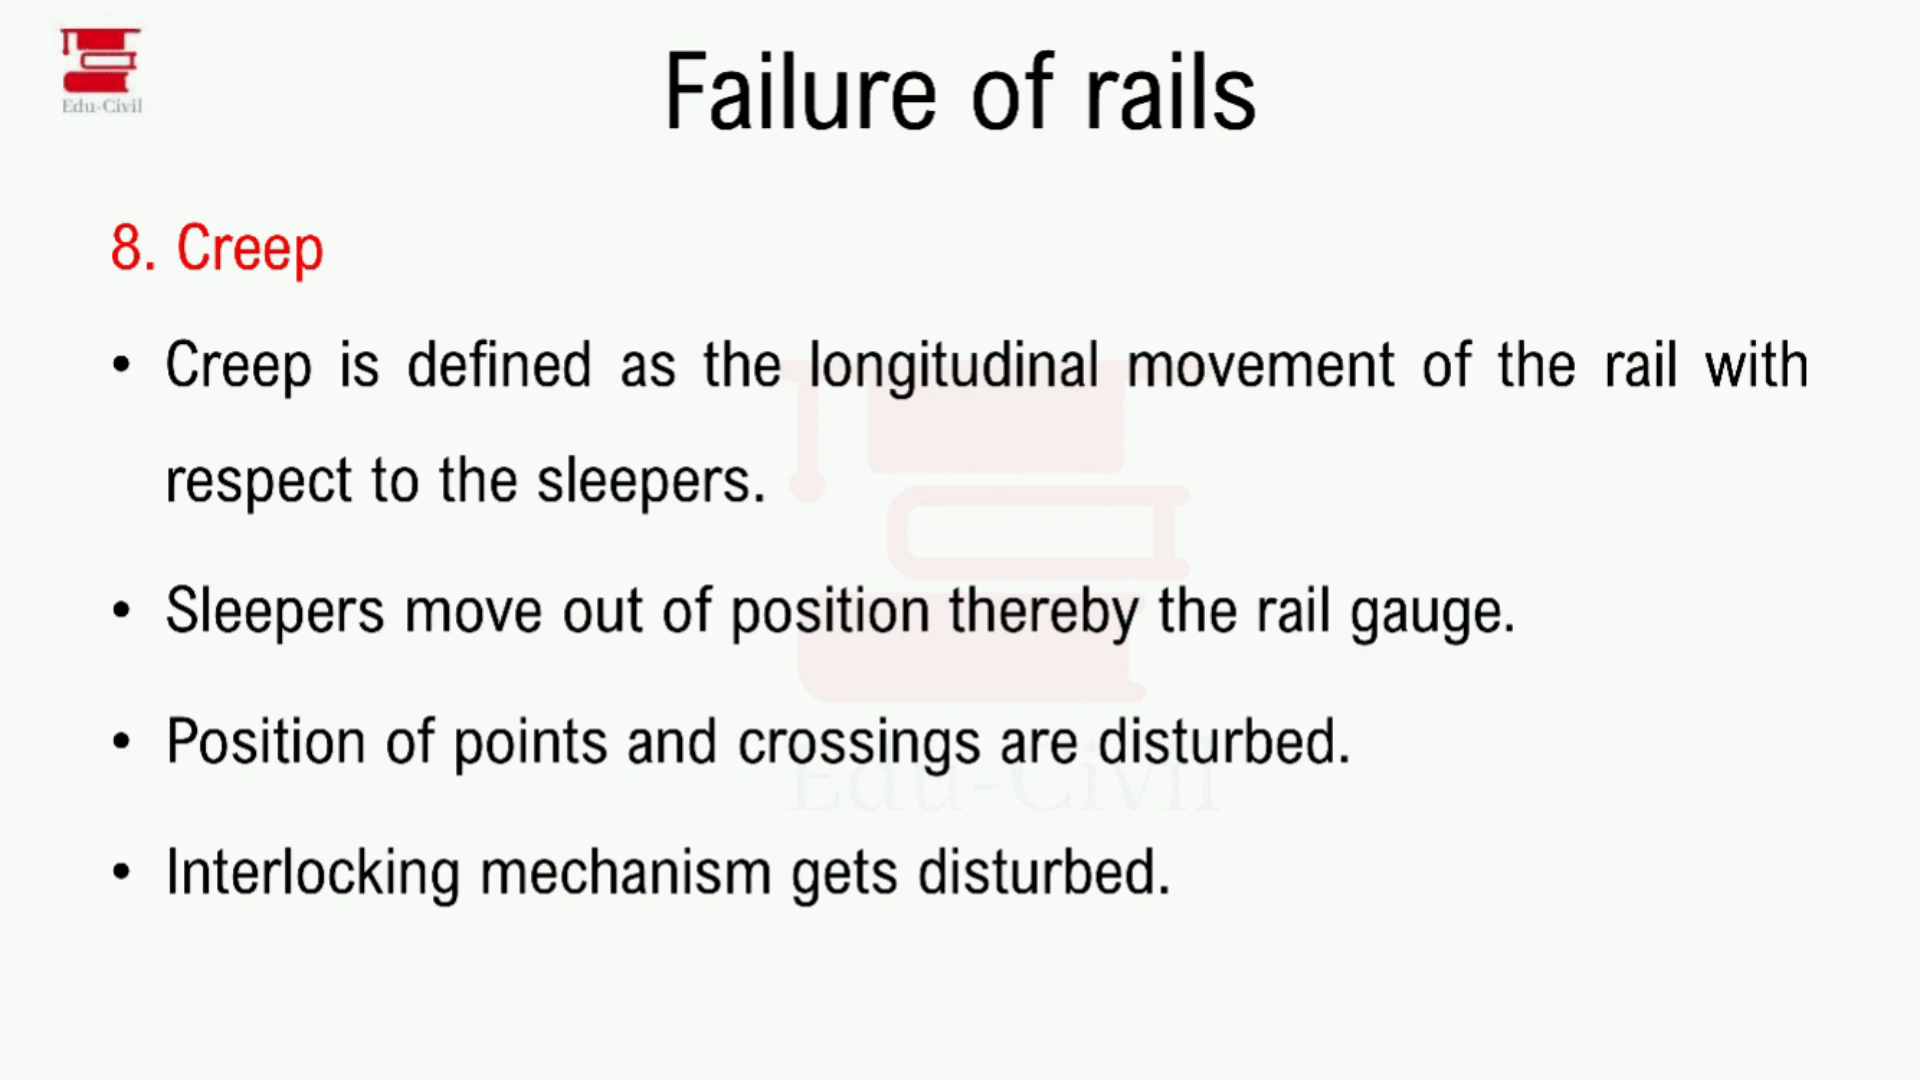 Edu-Civil
Failure of rails
8. Creep
• Creep is defined as the longitudinal movement of the rail with
respect to the sleepers.
• Sleepers move out of position thereby the rail gauge.
• Position of points and crossings are disturbed.
Edu-Civil
• Interlocking mechanism gets disturbed.